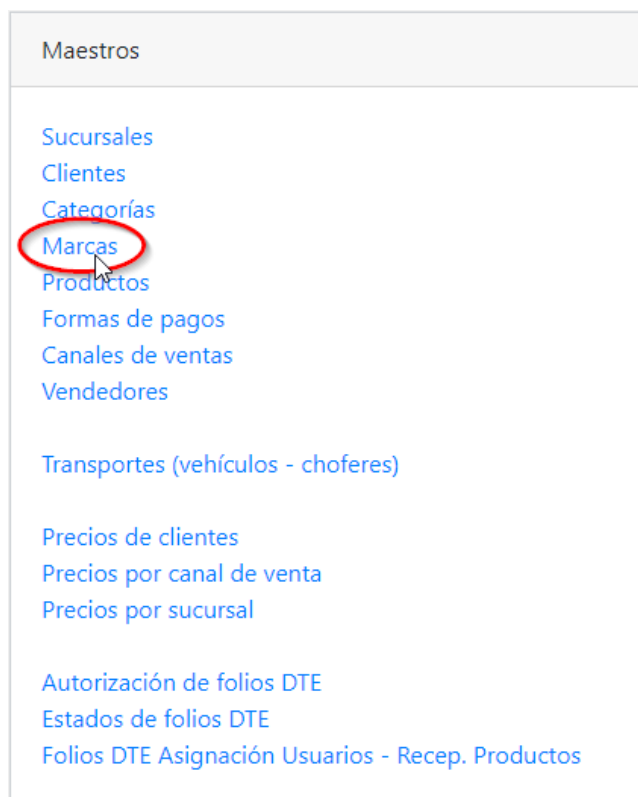 Maestros
Sucursales
Clientes
Categorías
Marcas
Productos
Formas de pagos
Canales de ventas
Vendedores
Transportes (vehículos - choferes)
Precios de clientes
Precios por canal de venta
Precios por sucursal
Autorización de folios DTE
Estados de folios DTE
Folios DTE Asignación Usuarios - Recep. Productos